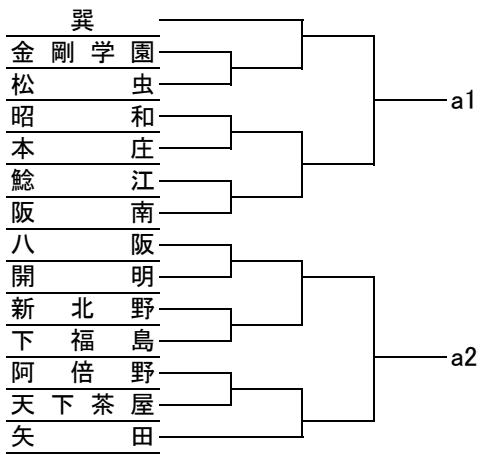 巽
金剛学園
松虫
昭和
本庄
鯰江
阪南
八阪
開明
新北野
下福島
阿倍野
天下茶屋
矢田
a1
a2